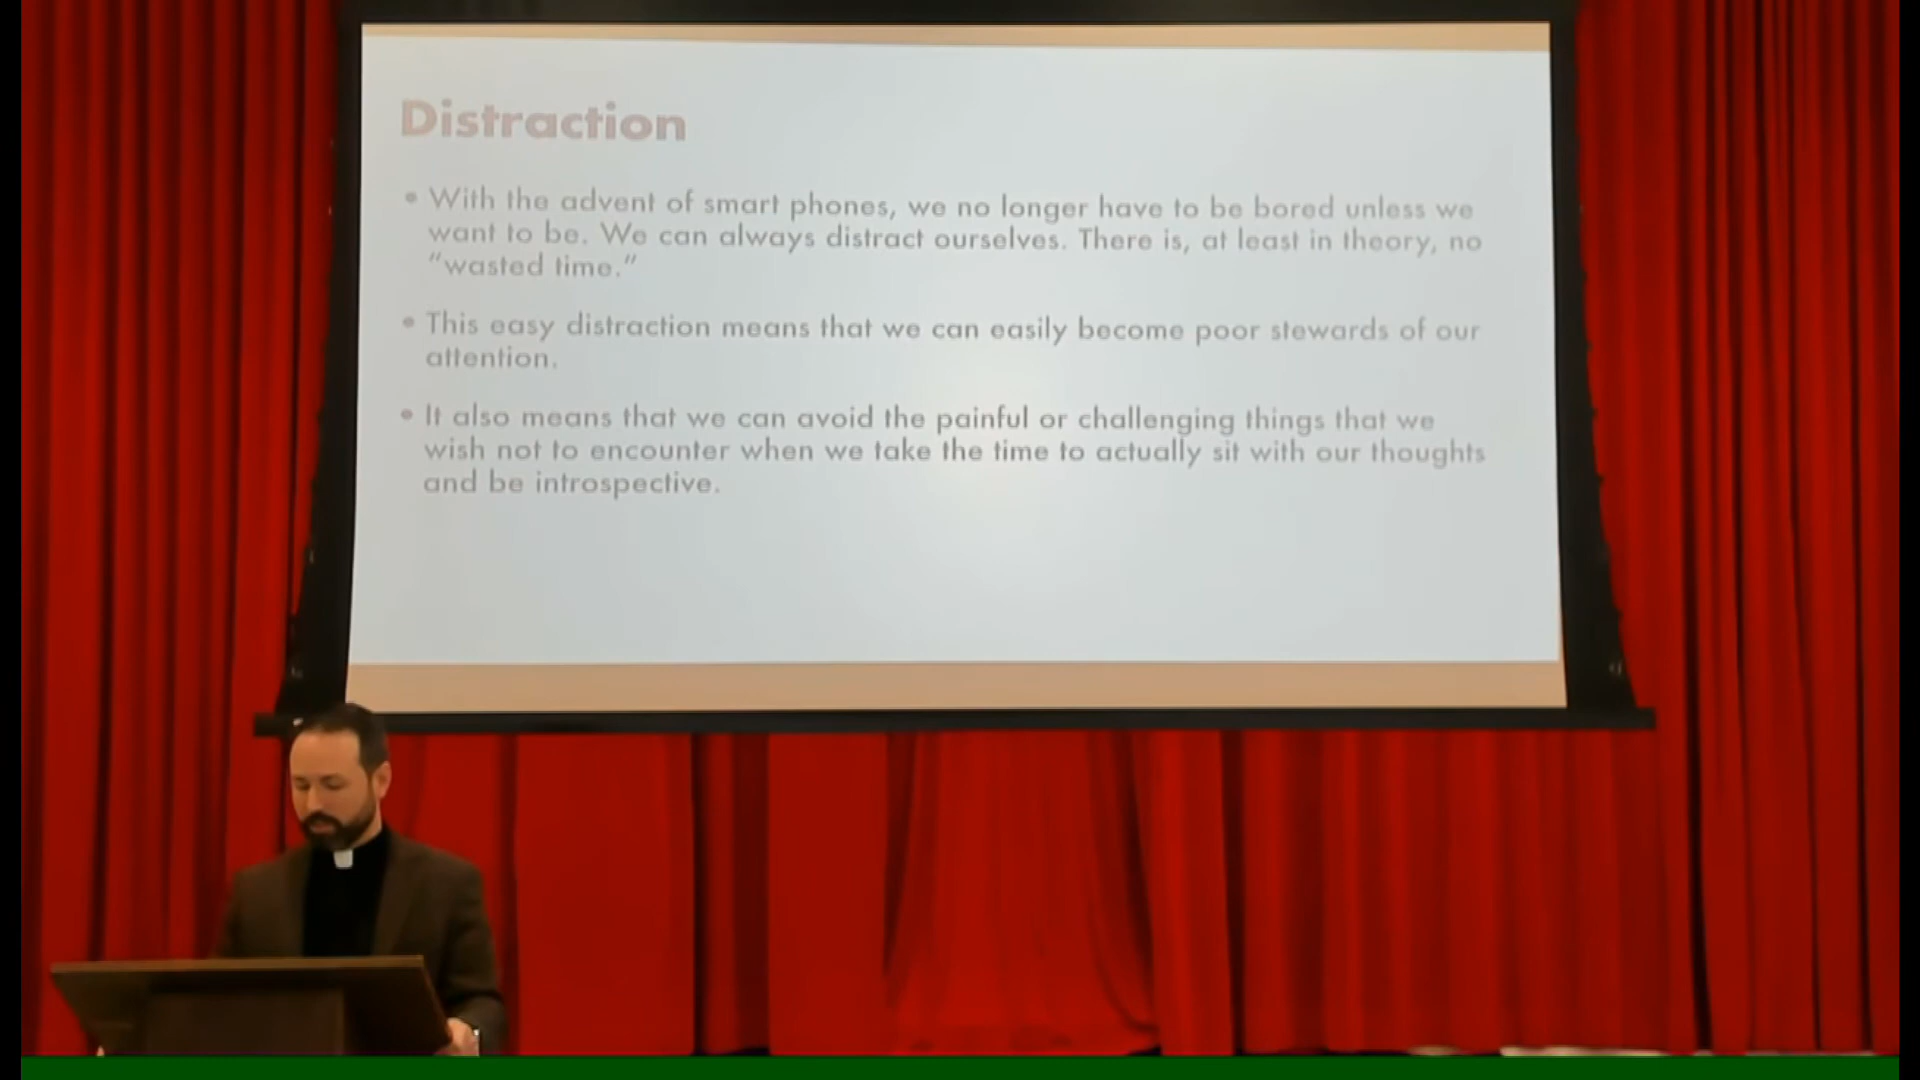 Distraction
• With the advent of smart phones, we no longer have to be bored unless we
want to be. We can always distract ourselves. There is, at least in theory, no
“wasted time.”
• This easy distraction means that we can easily become poor stewards of our
attention.
• It also means that we can avoid the painful or challenging things that we
wish not to encounter when we take the time to actually sit with our thoughts
and be introspective.